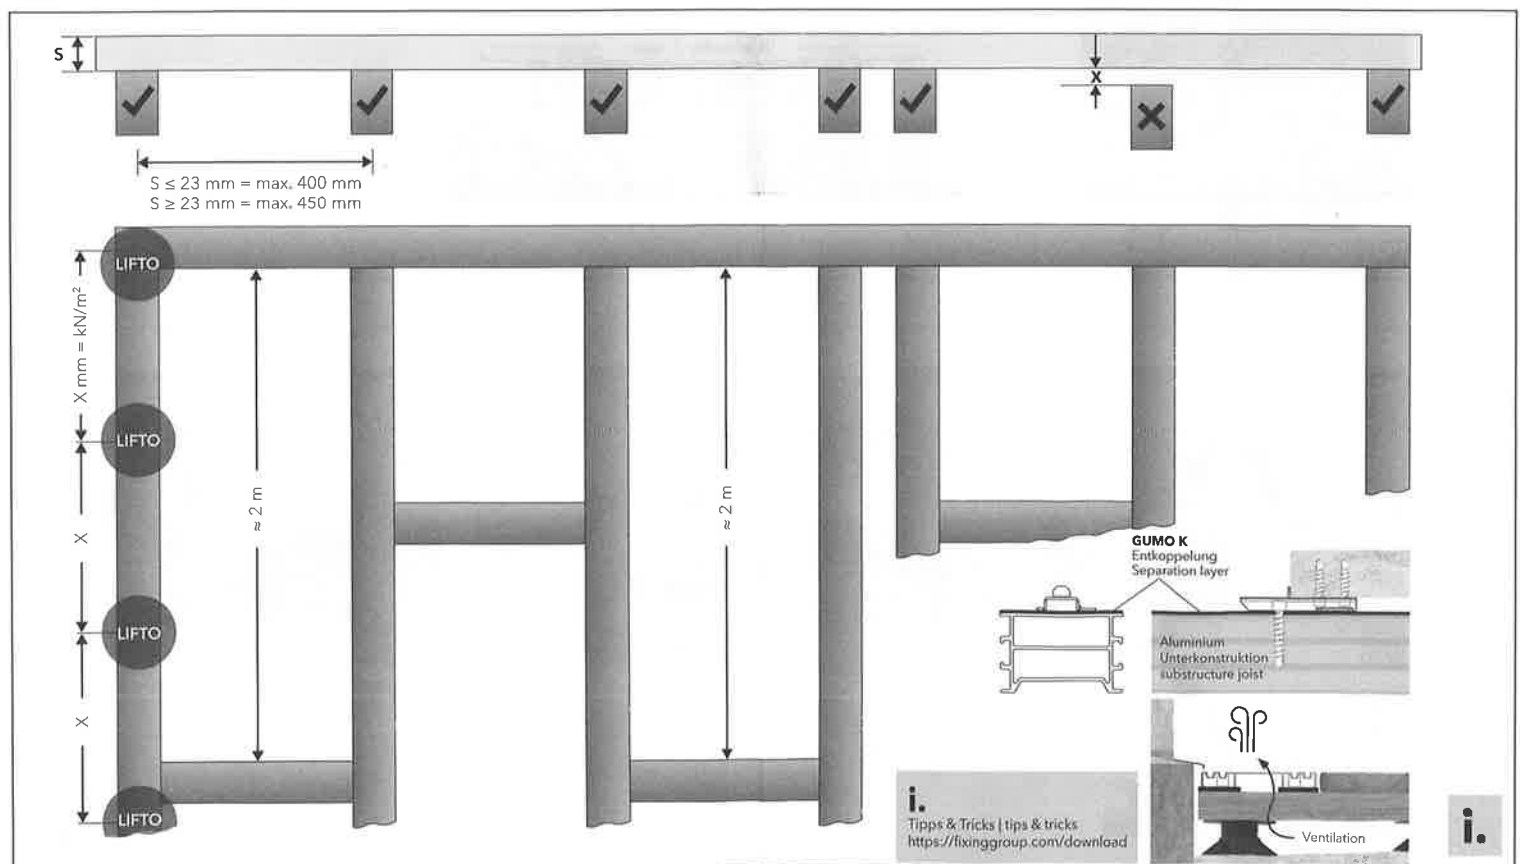 S
X
S ≤ 23 mm = max. 400 mm
S ≥ 23 mm = max. 450 mm
LIFTO
X mm = kN/m²
LIFTO
≈ 2 m
≈ 2 m
X
LIFTO
X
LIFTO
GUMO K
Entkoppelung
Separation layer
Aluminium
Unterkonstruktion
substructure joist
i.
Tipps & Tricks | tips & tricks
https://fixinggroup.com/download
Ventilation
i.